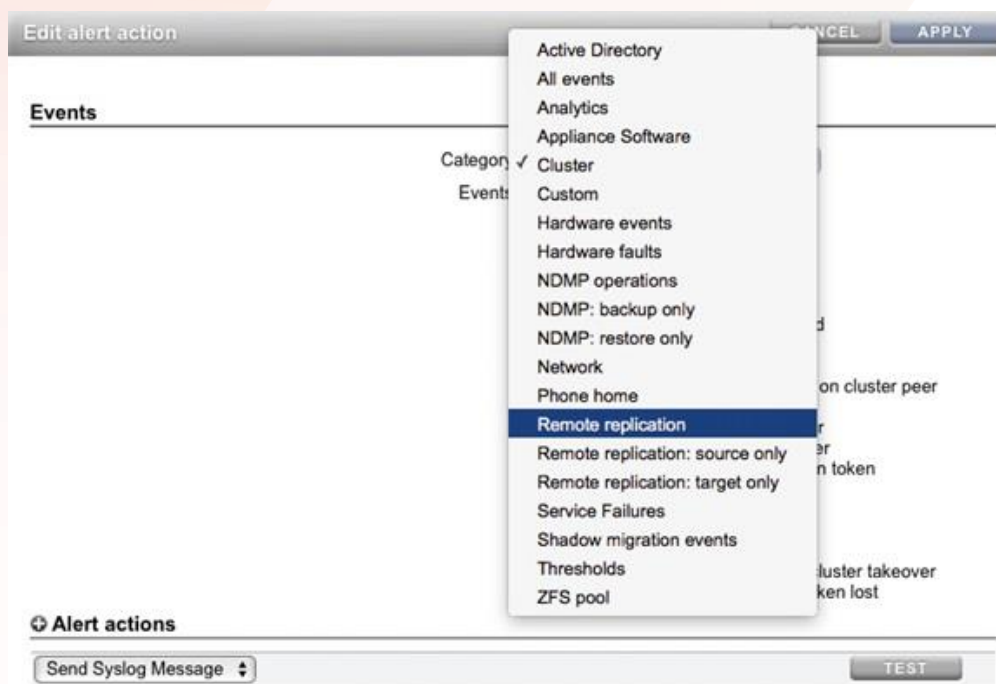 Edit alert action
APPLY
Events
Category
Events
Active Directory
All events
Analytics
Appliance Software
✓ Cluster
Custom
Hardware events
Hardware faults
NDMP operations
NDMP: backup only
NDMP: restore only
Network
Phone home
on cluster peer
Remote replication
Remote replication: source only
Remote replication: target only
token
Service Failures
Shadow migration events
Thresholds
cluster takeover
ZFS pool
lost
Alert actions
Send Syslog Message
TEST